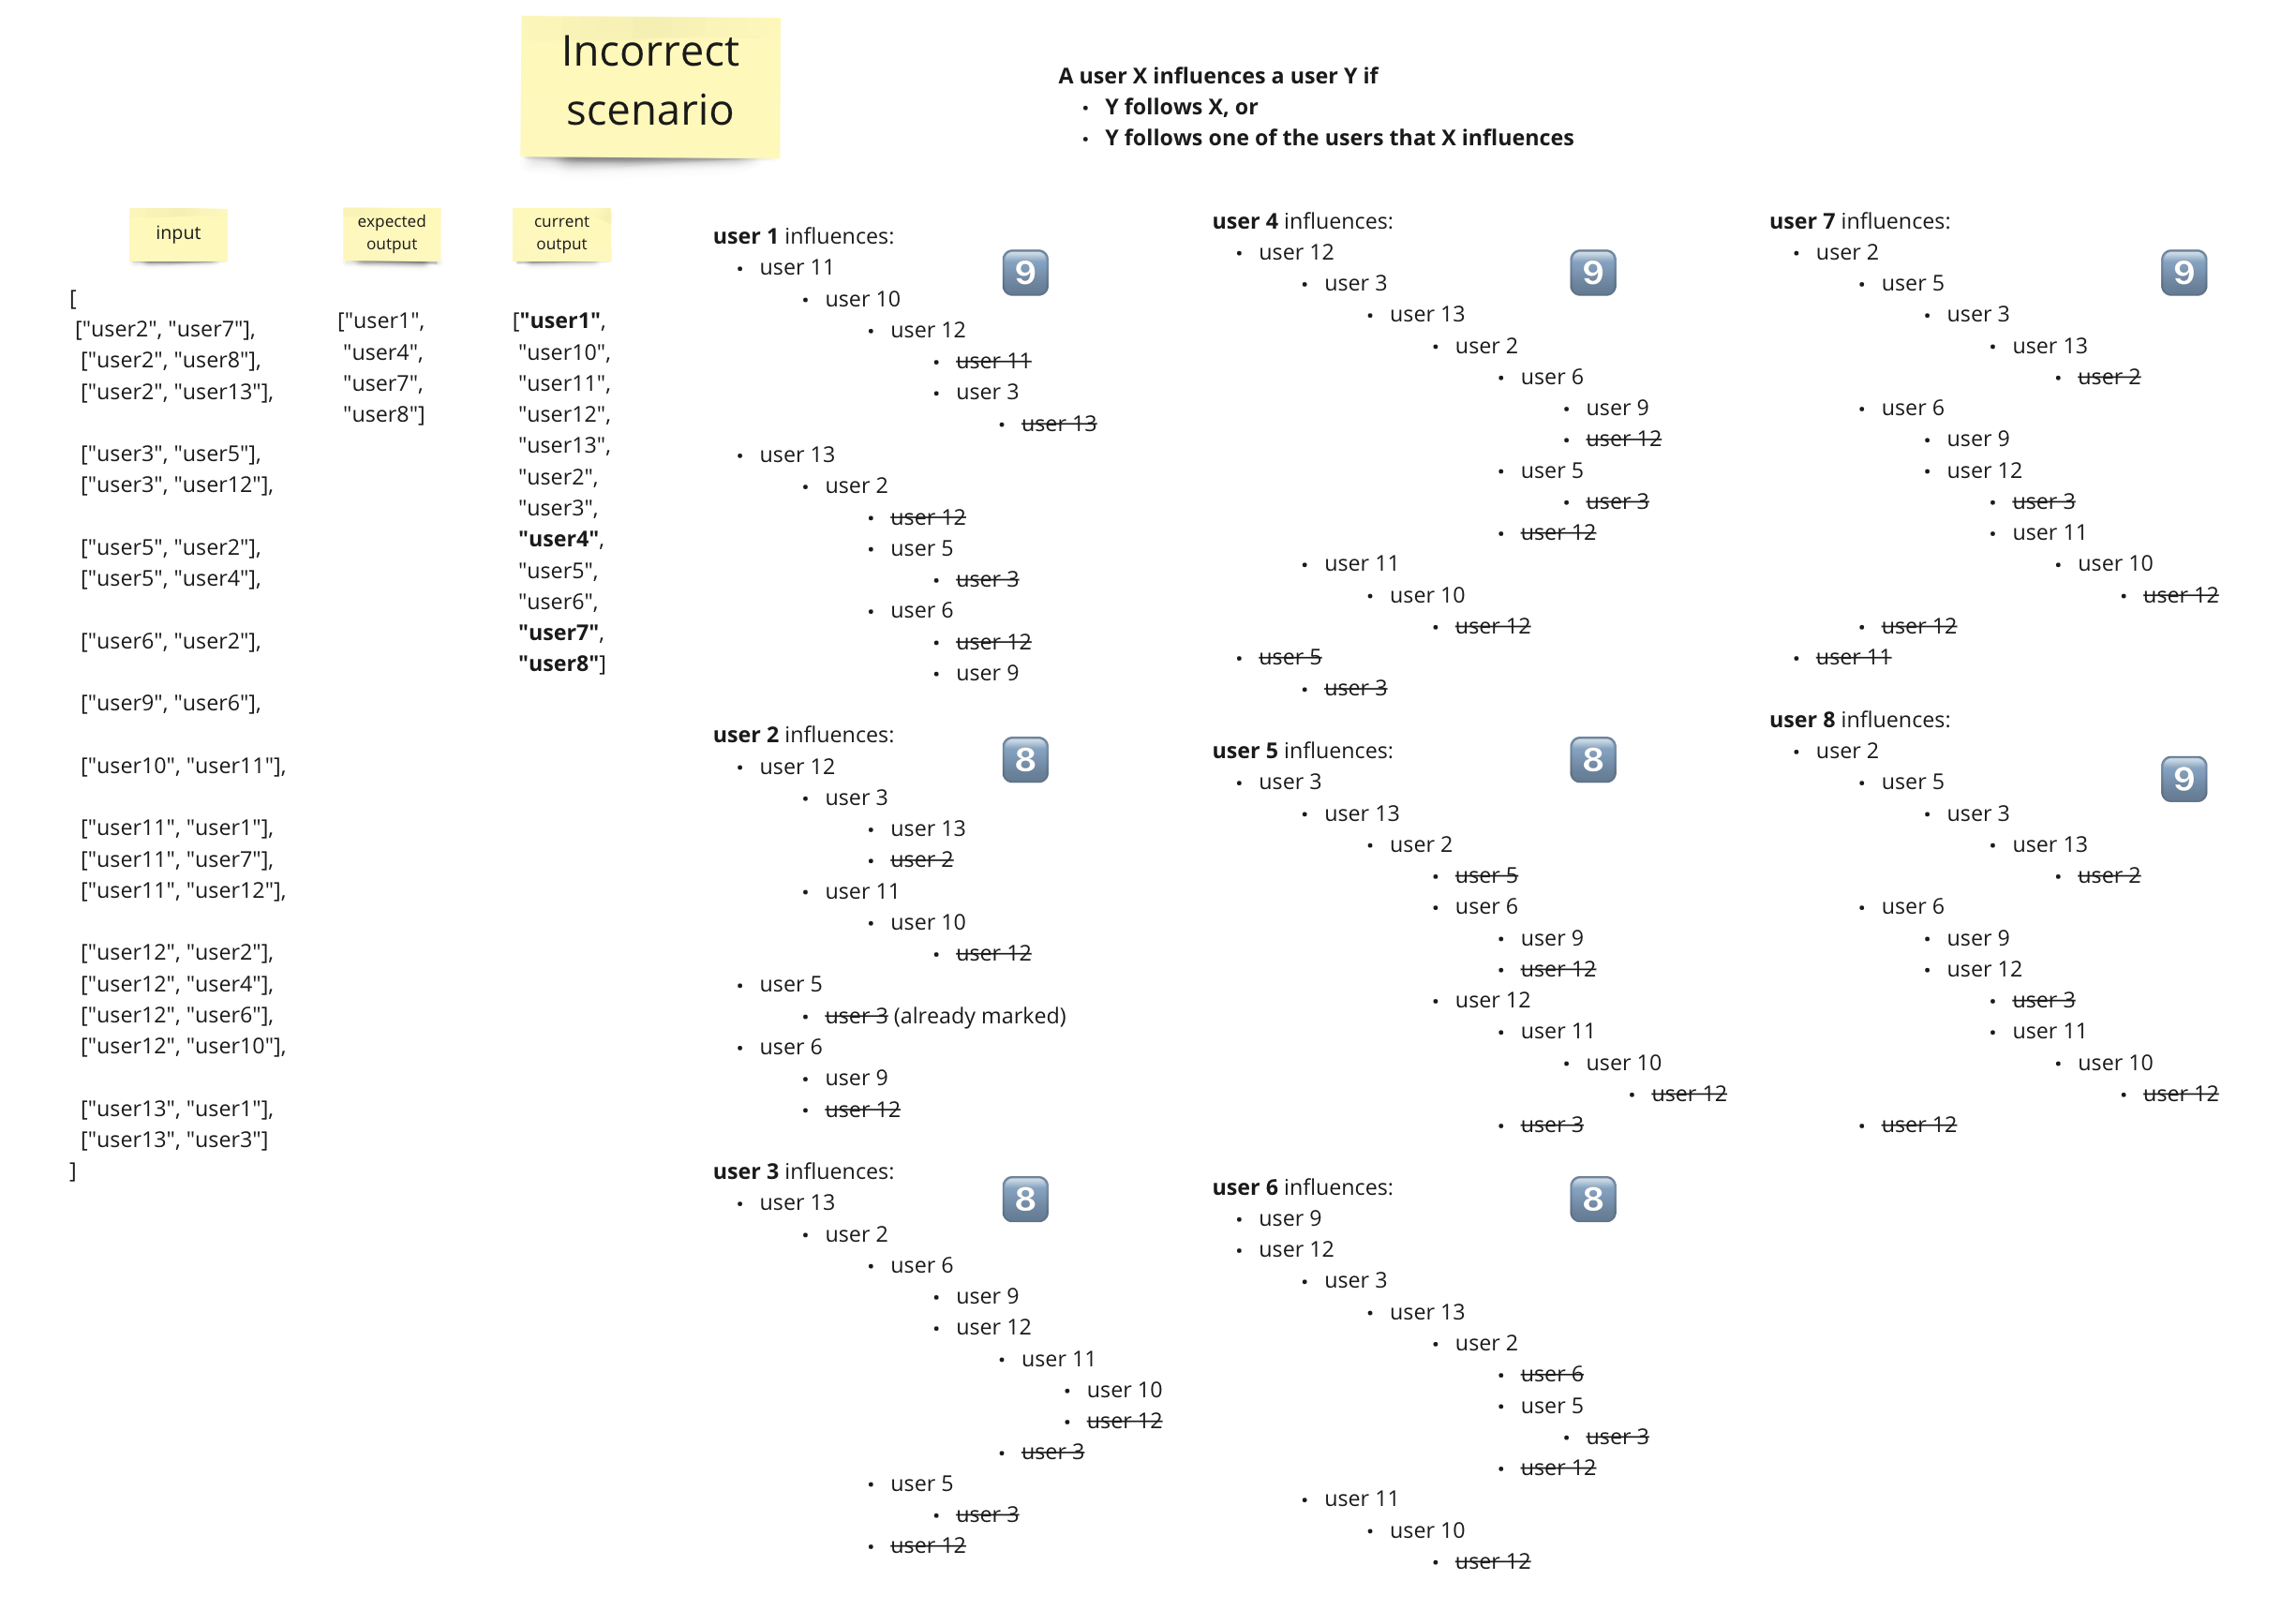 Incorrect
scenario
A user X influences a user Y if
• Y follows X, or
• Y follows one of the users that X influences
input
[
["user2", "user7"],
["user2", "user8"],
["user2", "user13"],
["user3", "user5"],
["user3", "user12"],
["user5", "user2"],
["user5", "user4"],
["user6", "user2"],
["user9", "user6"],
["user10", "user11"],
["user11", "user1"],
["user11", "user7"],
["user11", "user12"],
["user12", "user2"],
["user12", "user4"],
["user12", "user6"],
["user12", "user10"],
["user13", "user1"],
["user13", "user3"]
]
expected
output
["user1",
"user4",
"user7",
"user8"]
current
output
["user1",
"user10",
"user11",
"user12",
"user13",
"user2",
"user3",
"user4",
"user5",
"user6",
"user7",
"user8"]
user 1 influences:
9
• user 11
• user 10
• user 12
• user 11
• user 3
• user 13
• user 13
• user 2
• user 12
• user 5
• user 3
• user 6
• user 12
• user 9
user 2 influences:
8
• user 12
• user 3
• user 13
• user 2
• user 11
• user 10
• user 12
• user 5
• user 3 (already marked)
• user 6
• user 9
• user 12
user 3 influences:
8
• user 13
• user 2
• user 6
• user 9
• user 12
• user 11
• user 10
• user 12
• user 3
• user 5
• user 3
• user 12
user 4 influences:
9
• user 12
• user 3
• user 13
• user 2
• user 6
• user 9
• user 12
• user 5
• user 3
• user 12
• user 11
• user 10
• user 12
• user 5
• user 3
user 5 influences:
8
• user 3
• user 13
• user 2
• user 5
• user 6
• user 9
• user 12
• user 12
• user 11
• user 10
• user 12
• user 3
user 6 influences:
8
• user 9
• user 12
• user 3
• user 13
• user 2
• user 6
• user 5
• user 3
• user 12
• user 11
• user 10
• user 12
user 7 influences:
9
• user 2
• user 5
• user 3
• user 13
• user 2
• user 6
• user 9
• user 12
• user 3
• user 11
• user 10
• user 12
• user 12
• user 11
user 8 influences:
9
• user 2
• user 5
• user 3
• user 13
• user 2
• user 6
• user 9
• user 12
• user 3
• user 11
• user 10
• user 12
• user 12